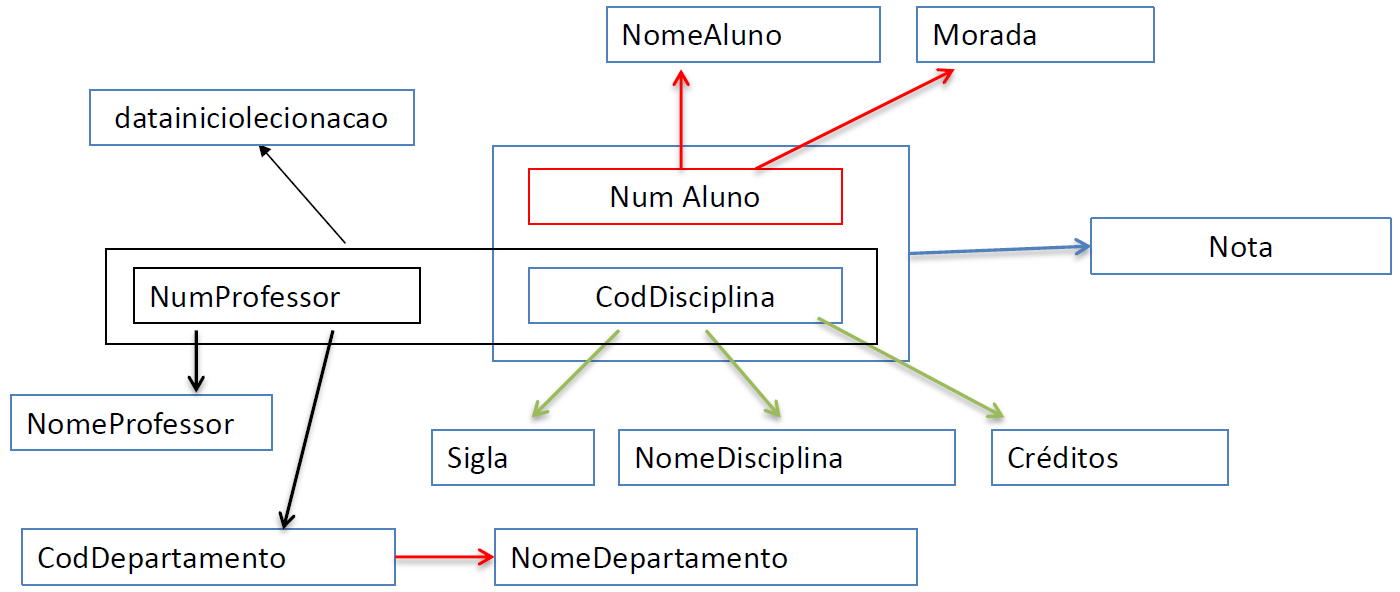 NomeAluno
Morada
datainiciolecionacao
Num Aluno
Nota
NumProfessor
CodDisciplina
NomeProfessor
Sigla
NomeDisciplina
Créditos
CodDepartamento
NomeDepartamento